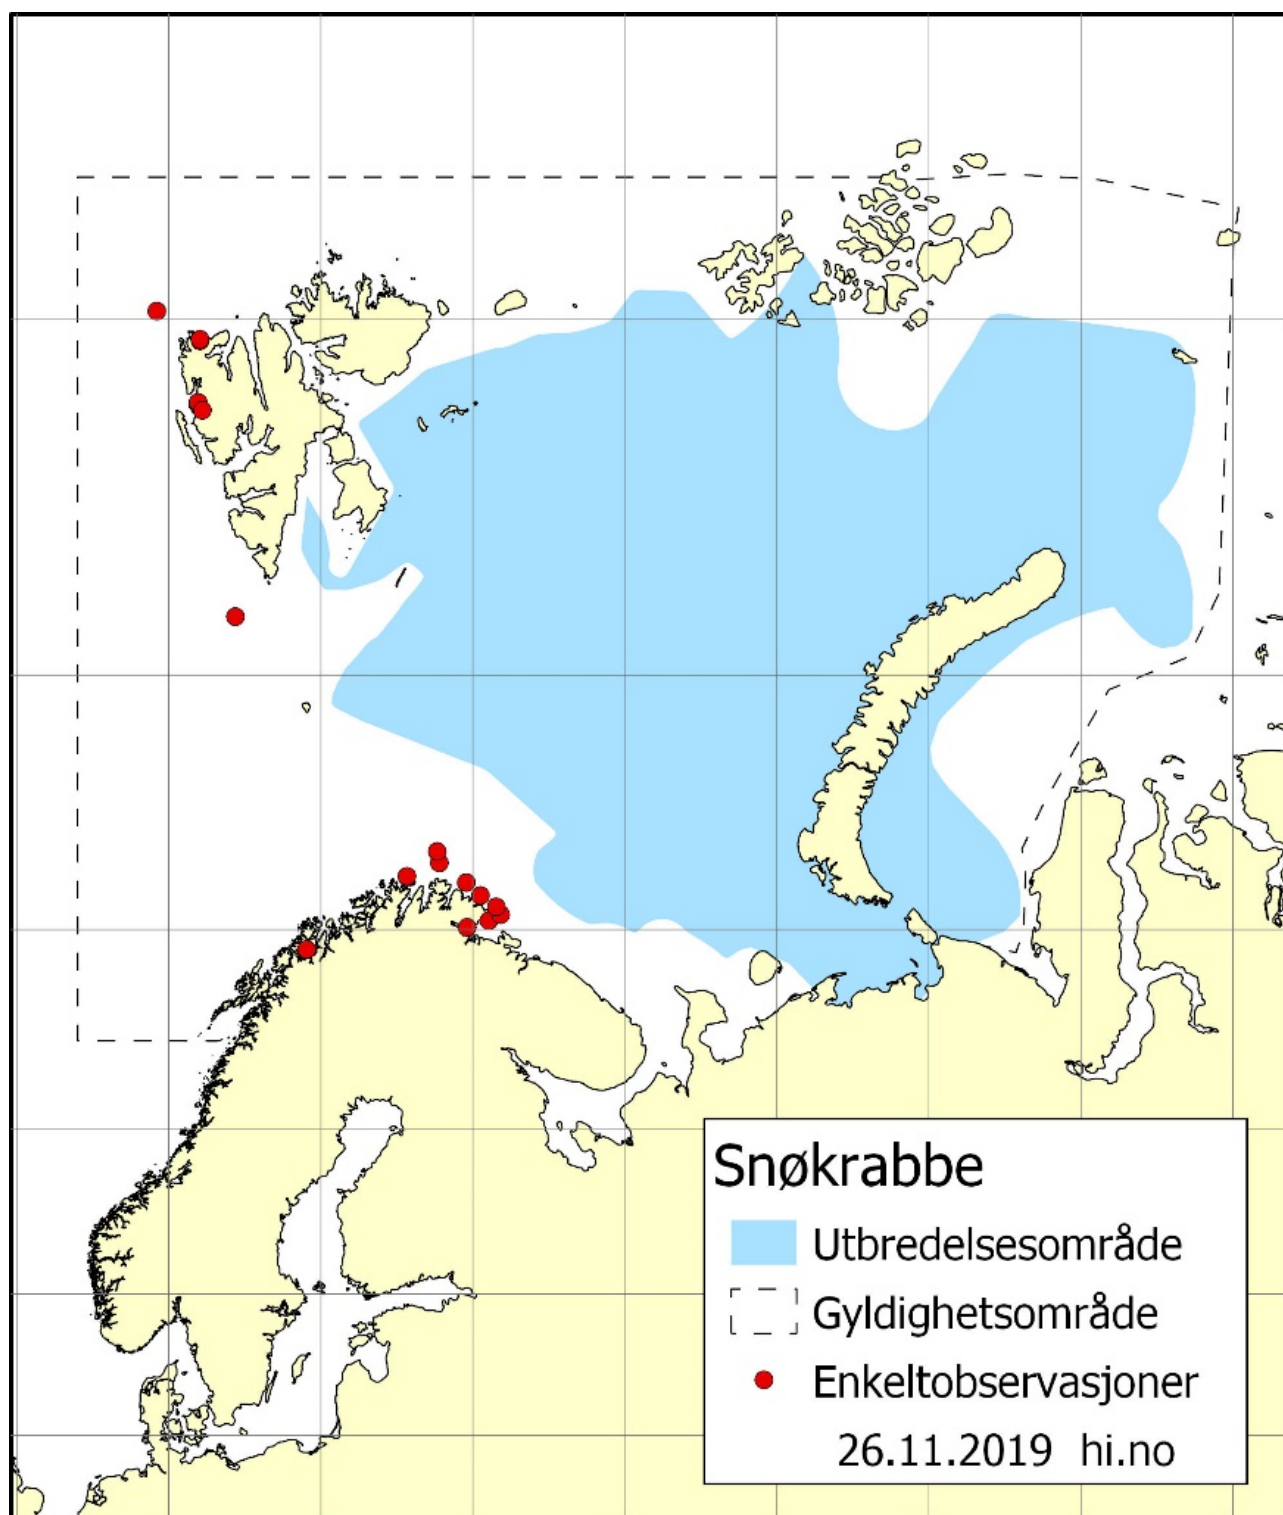 Snøkrabbe
Utbredelsesområde
Gyldighetsområde
Enkeltobservasjoner
26.11.2019 hi.no